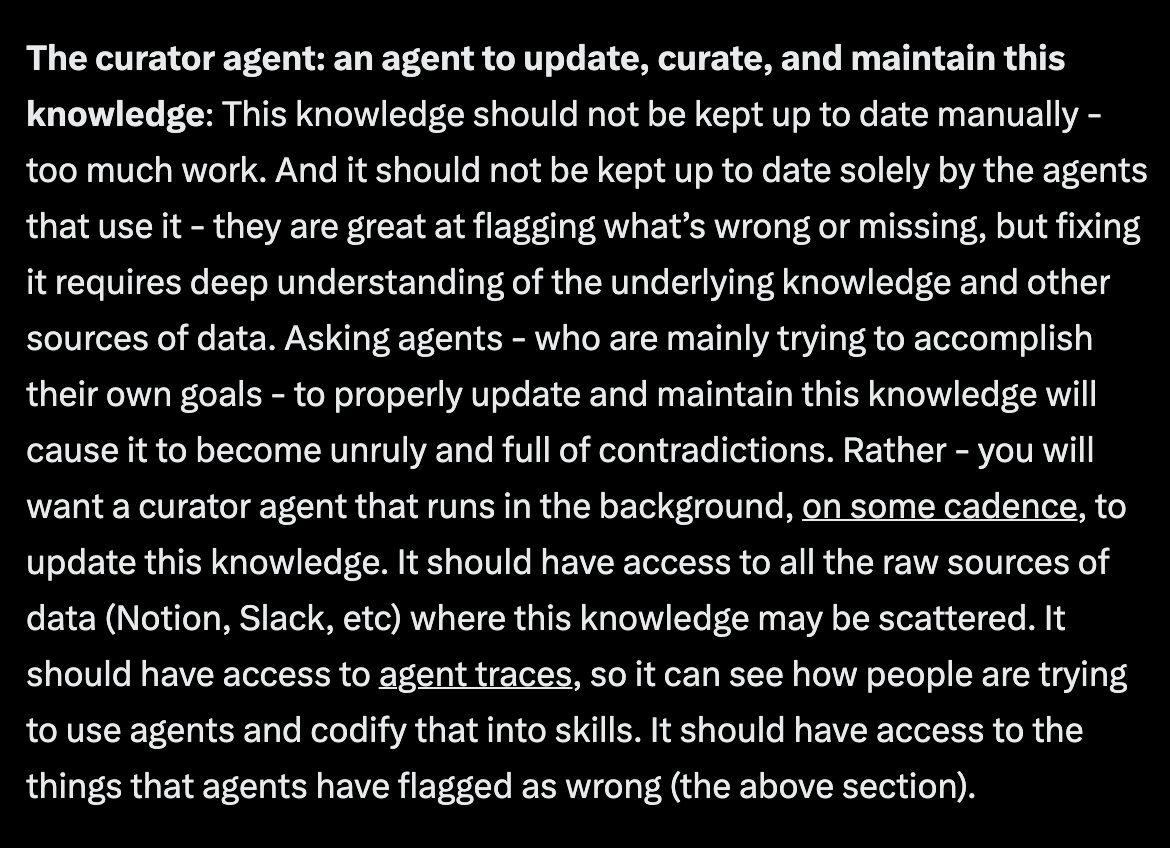 The curator agent: an agent to update, curate, and maintain this
knowledge: This knowledge should not be kept up to date manually -
too much work. And it should not be kept up to date solely by the agents
that use it - they are great at flagging what’s wrong or missing, but fixing
it requires deep understanding of the underlying knowledge and other
sources of data. Asking agents - who are mainly trying to accomplish
their own goals - to properly update and maintain this knowledge will
cause it to become unruly and full of contradictions. Rather - you will
want a curator agent that runs in the background, on some cadence, to
update this knowledge. It should have access to all the raw sources of
data (Notion, Slack, etc) where this knowledge may be scattered. It
should have access to agent traces, so it can see how people are trying
to use agents and codify that into skills. It should have access to the
things that agents have flagged as wrong (the above section).